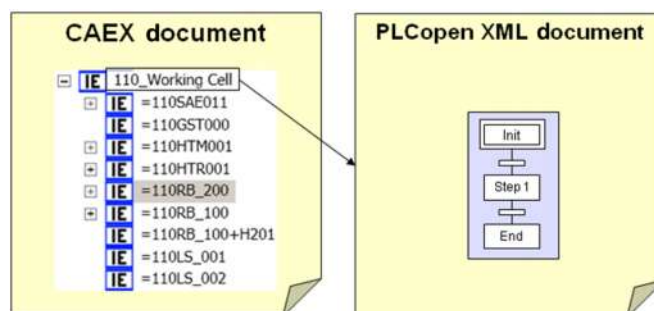 CAEX document
IE 110_Working Cell
IE =110SAE011
IE =110GST000
IE =110HTM001
IE =110HTR001
IE =110RB_200
IE =110RB_100
IE =110RB_100+H201
IE =110LS_001
IE =110LS_002
PLCopen XML document
Init
Step 1
End